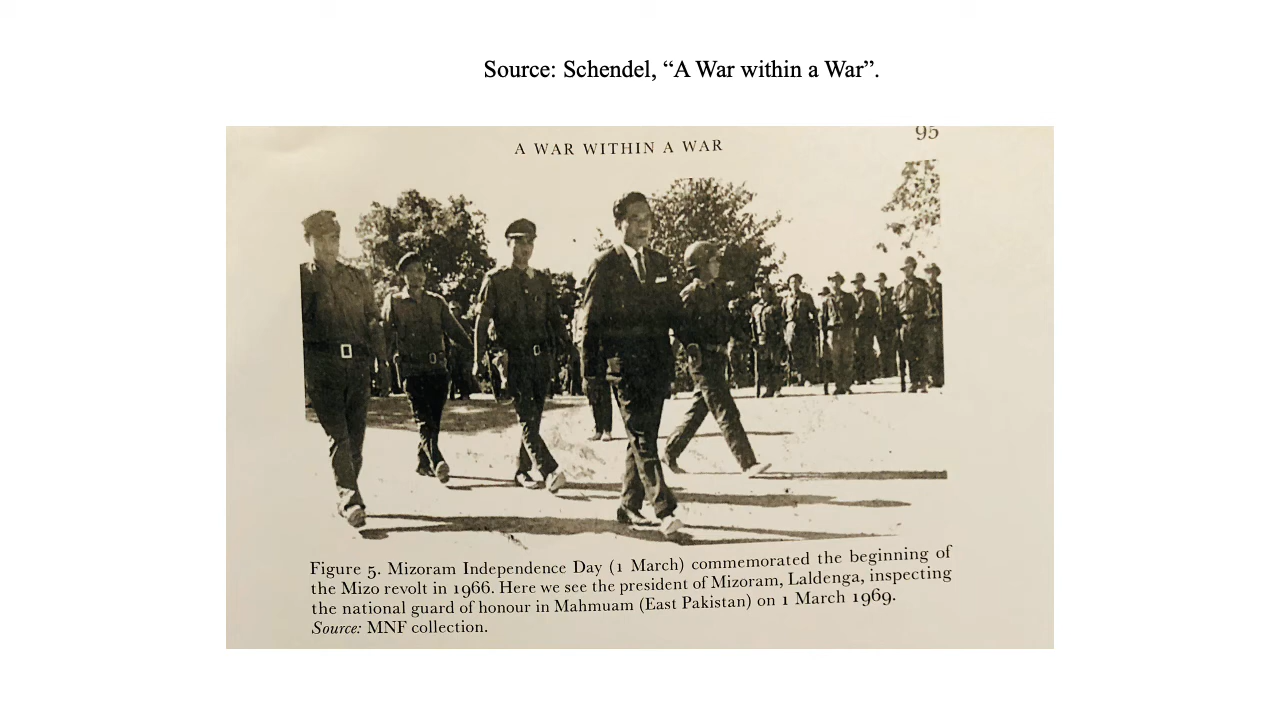 Source: Schendel, “A War within a War”.
95
A WAR WITHIN A WAR
Figure 5. Mizoram Independence Day (1 March) commemorated the beginning of
the Mizo revolt in 1966. Here we see the president of Mizoram, Laldenga, inspecting
the national guard of honour in Mahmuam (East Pakistan) on 1 March 1969.
Source: MNF collection.